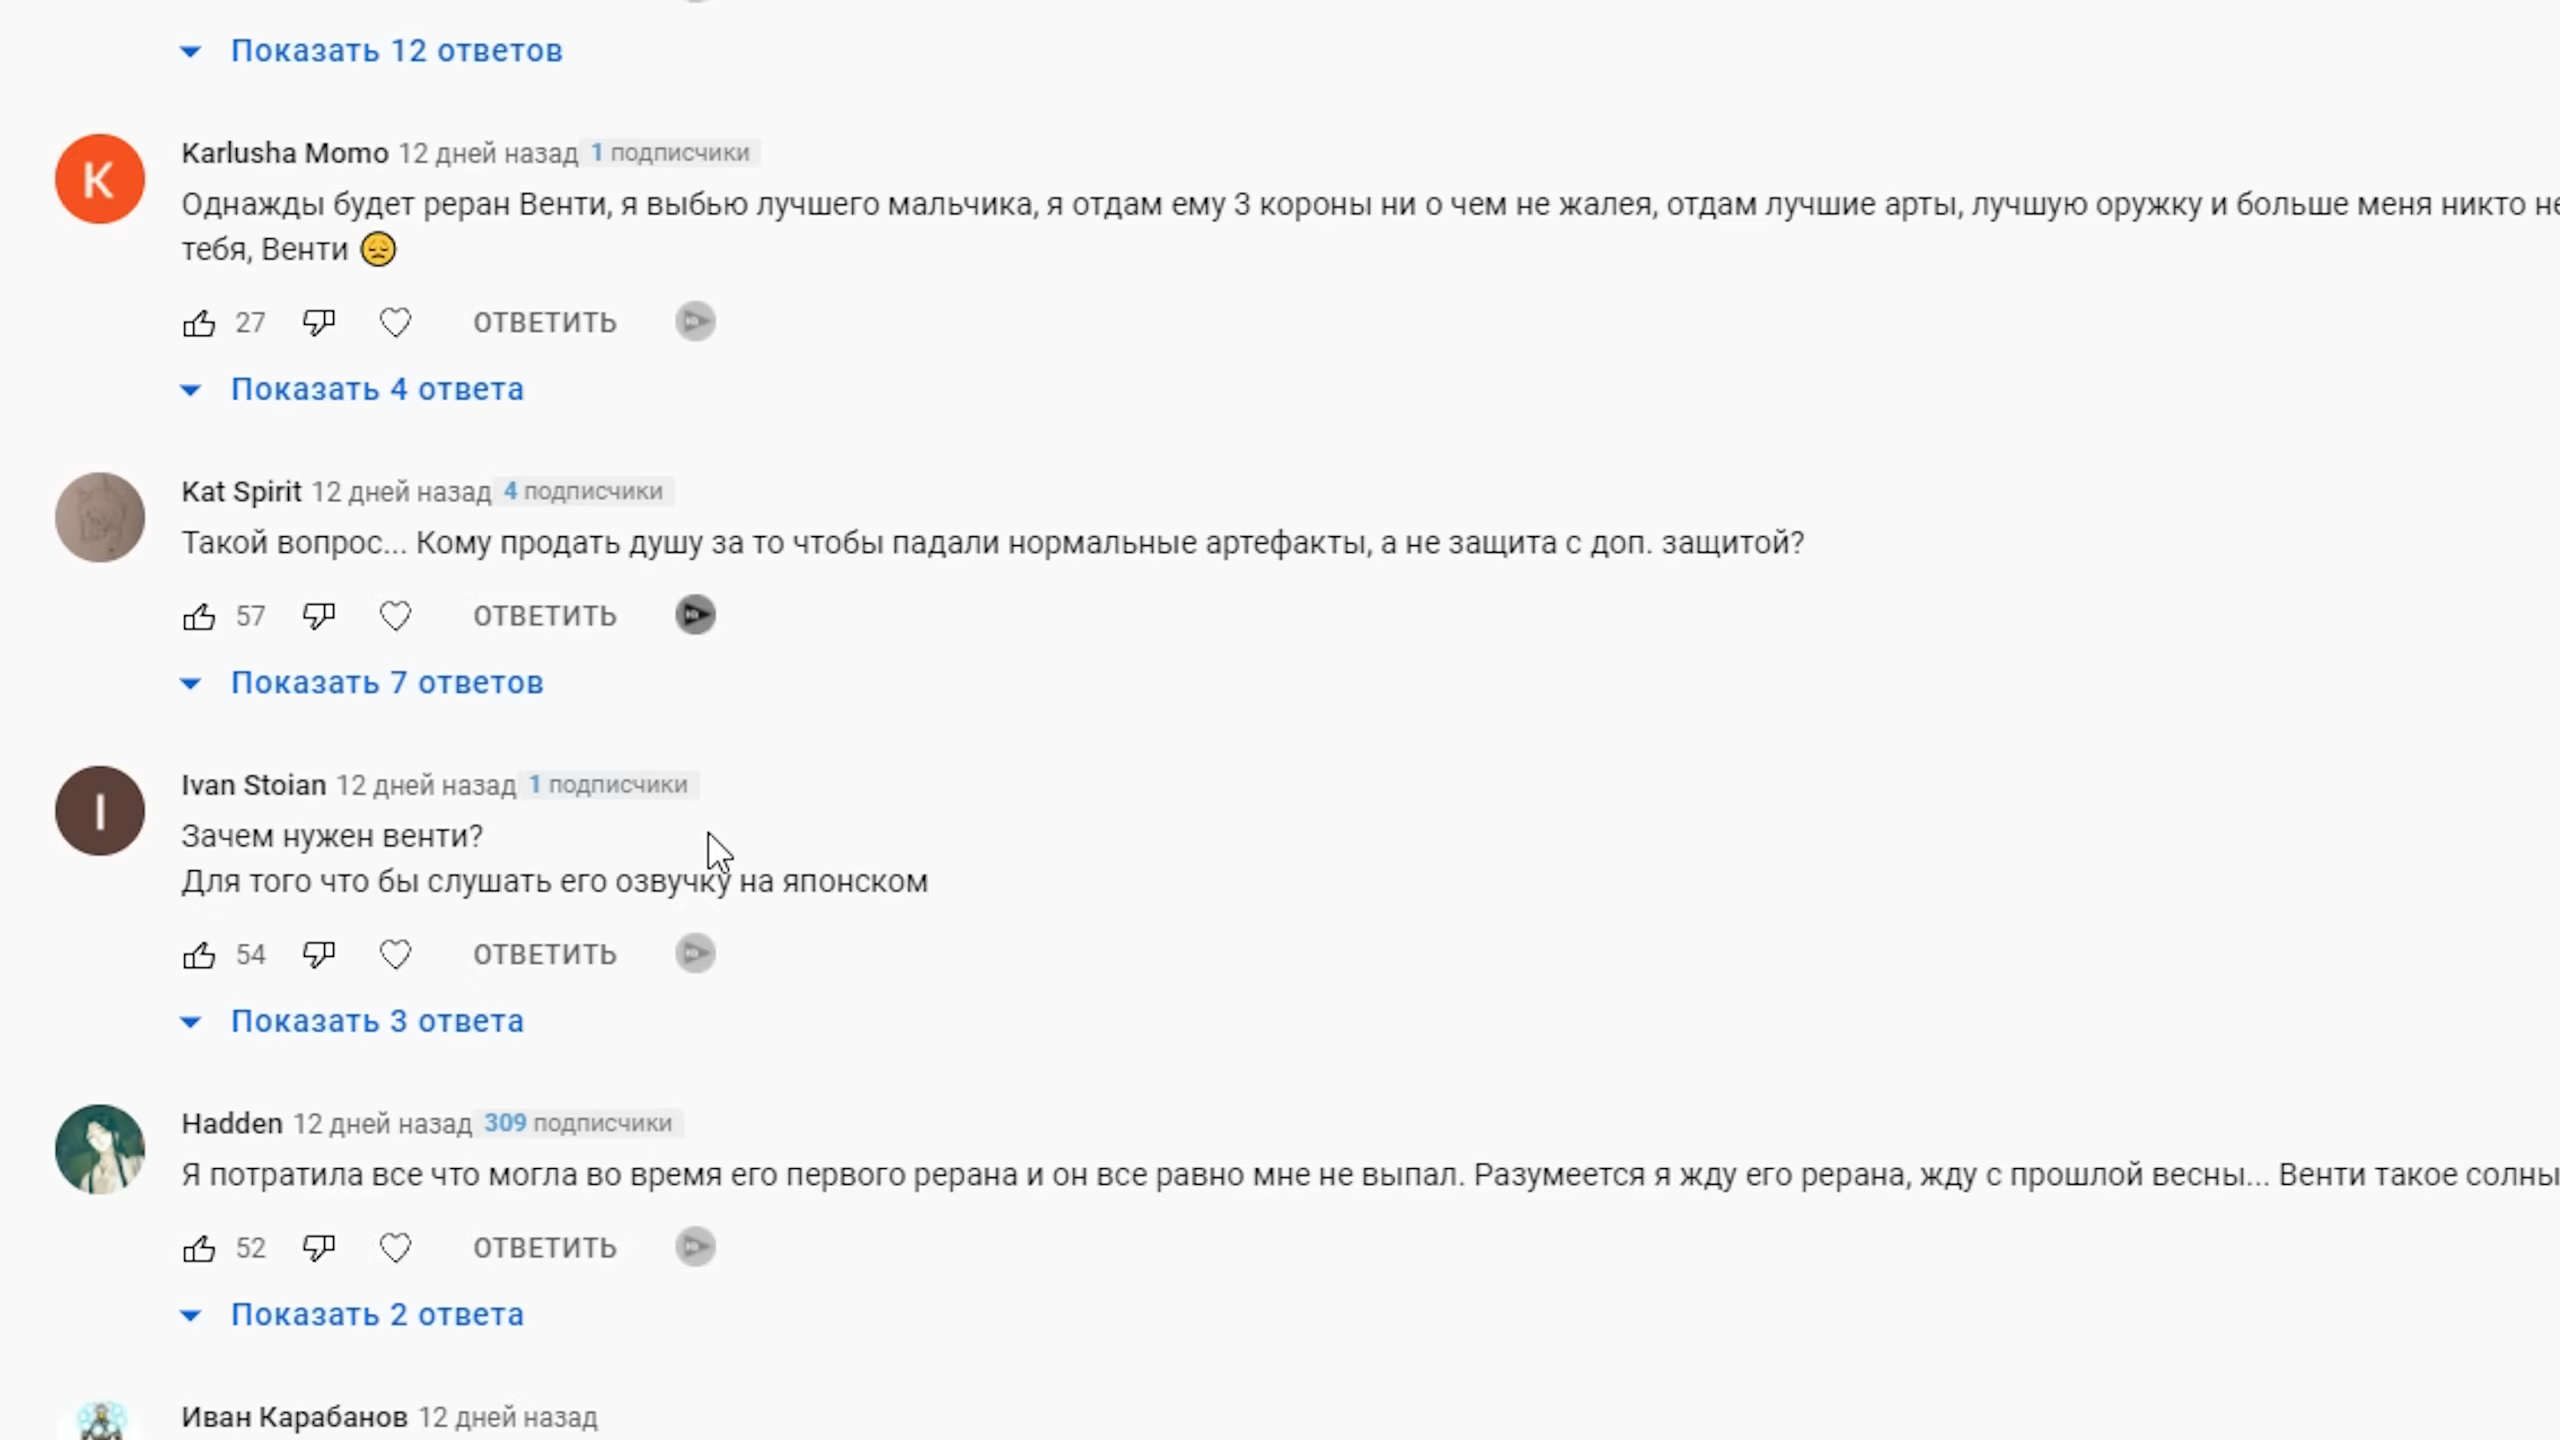 Показать 12 ответов
Karlusha Momo 12 дней назад 1 подписчики
K
Однажды будет реран Венти, я выбью лучшего мальчика, я отдам ему 3 короны ни о чем не жалея, отдам лучшие арты, лучшую оружку и больше меня никто не
тебя, Венти 😔
27 ОТВЕТИТЬ
Показать 4 ответа
Kat Spirit 12 дней назад 4 подписчики
Такой вопрос... Кому продать душу за то чтобы падали нормальные артефакты, а не защита с доп. защитой?
57 ОТВЕТИТЬ
Показать 7 ответов
Ivan Stoian 12 дней назад 1 подписчики
I
Зачем нужен венти?
Для того что бы слушать его озвучку на японском
54 ОТВЕТИТЬ
Показать 3 ответа
Hadden 12 дней назад 309 подписчики
Я потратила все что могла во время его первого рерана и он все равно мне не выпал. Разумеется я жду его рерана, жду с прошлой весны... Венти такое солны
52 ОТВЕТИТЬ
Показать 2 ответа
Иван Карабанов 12 дней назад